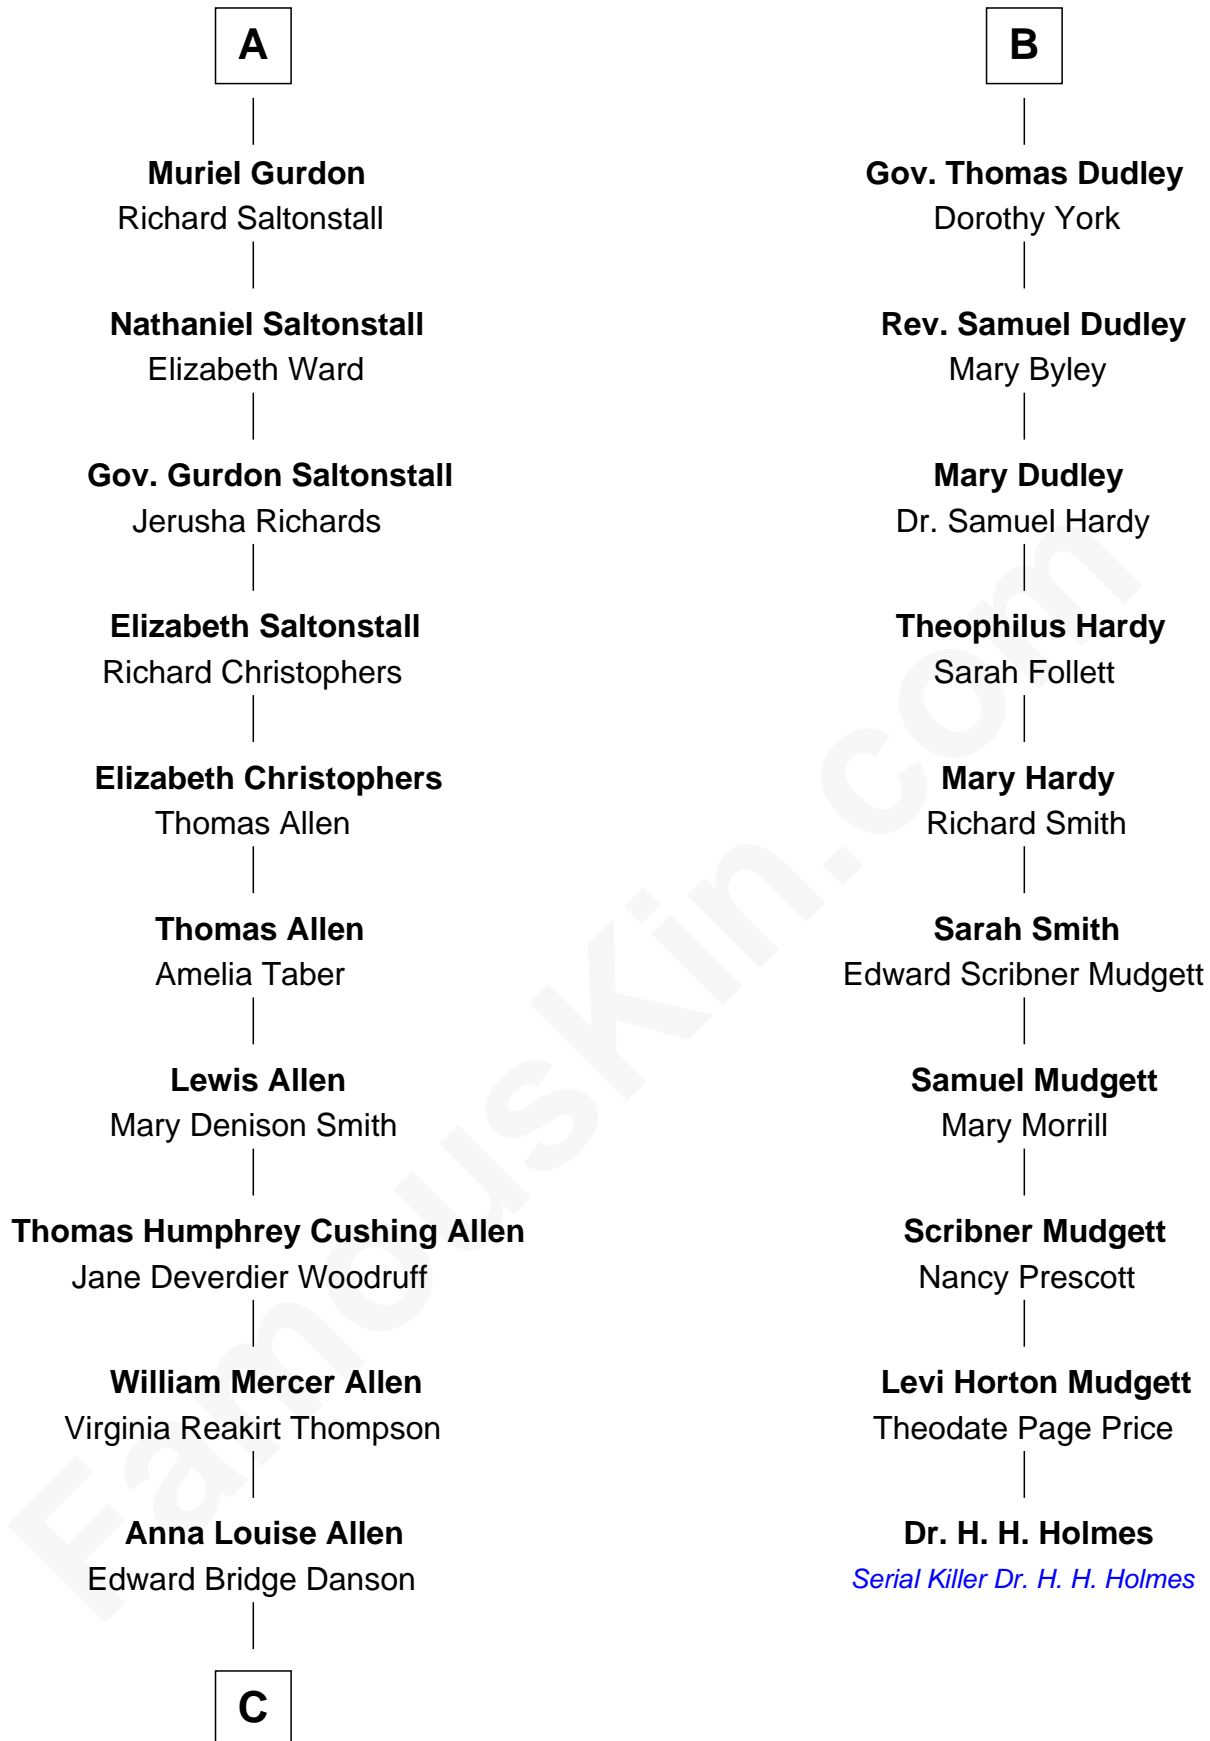 A
Muriel Gurdon
Richard Saltonstall
Nathaniel Saltonstall
Elizabeth Ward
Gov. Gurdon Saltonstall
Jerusha Richards
Elizabeth Saltonstall
Richard Christophers
Elizabeth Christophers
Thomas Allen
Thomas Allen
Amelia Taber
Lewis Allen
Mary Denison Smith
Thomas Humphrey Cushing Allen
Jane Deverdier Woodruff
William Mercer Allen
Virginia Reakirt Thompson
Anna Louise Allen
Edward Bridge Danson
C
B
Gov. Thomas Dudley
Dorothy York
Rev. Samuel Dudley
Mary Byley
Mary Dudley
Dr. Samuel Hardy
Theophilus Hardy
Sarah Follett
Mary Hardy
Richard Smith
Sarah Smith
Edward Scribner Mudgett
Samuel Mudgett
Mary Morrill
Scribner Mudgett
Nancy Prescott
Levi Horton Mudgett
Theodate Page Price
Dr. H. H. Holmes
Serial Killer Dr. H. H. Holmes
FamousKin.com